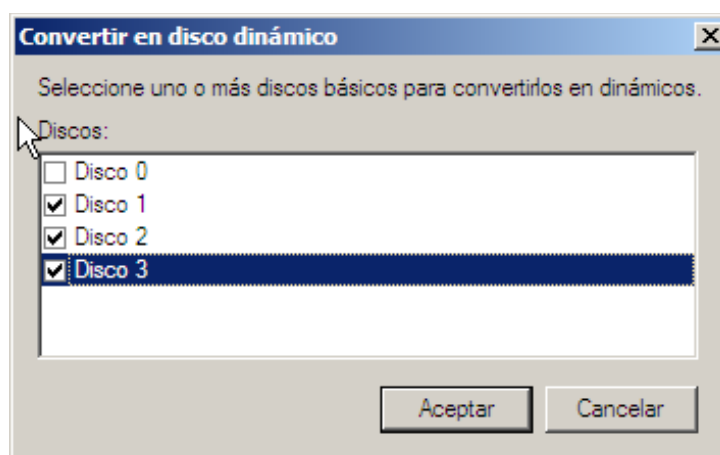 Convertir en disco dinámico
Seleccione uno o más discos básicos para convertirlos en dinámicos.
Discos:
Disco 0
Disco 1
Disco 2
Disco 3
Aceptar Cancelar